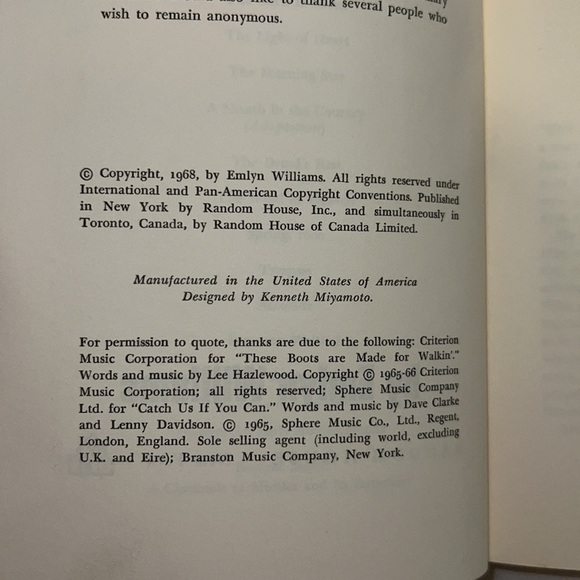 like to thank several people who
wish to remain anonymous.
© Copyright, 1968, by Emlyn Williams. All rights reserved under
International and Pan-American Copyright Conventions. Published
in New York by Random House, Inc., and simultaneously in
Toronto, Canada, by Random House of Canada Limited.
Manufactured in the United States of America
Designed by Kenneth Miyamoto.
For permission to quote, thanks are due to the following: Criterion
Music Corporation for “These Boots are Made for Walkin’.”
Words and music by Lee Hazlewood. Copyright © 1965-66 Criterion
Music Corporation; all rights reserved; Sphere Music Company
Ltd. for “Catch Us If You Can.” Words and music by Dave Clarke
and Lenny Davidson. © 1965, Sphere Music Co., Ltd., Regent,
London, England. Sole selling agent (including world, excluding
U.K. and Eire); Branston Music Company, New York.